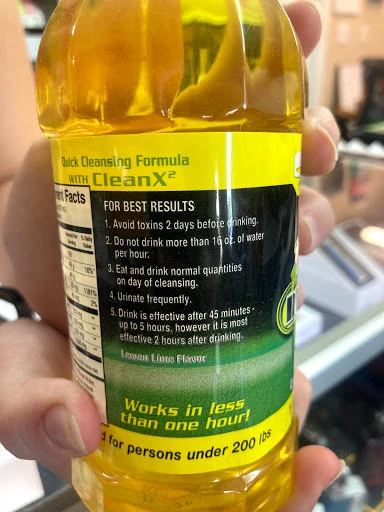 Quick Cleansing Formula
WITH CleanX²
Facts
FOR BEST RESULTS
1. Avoid toxins 2 days before drinking.
2. Do not drink more than 16 oz. of water
per hour.
3. Eat and drink normal quantities
on day of cleansing.
4. Urinate frequently.
5. Drink is effective after 45 minutes -
up to 5 hours, however it is most
effective 2 hours after drinking.
Lemon Lime Flavor
Works in less
than one hour!
d for persons under 200 lbs